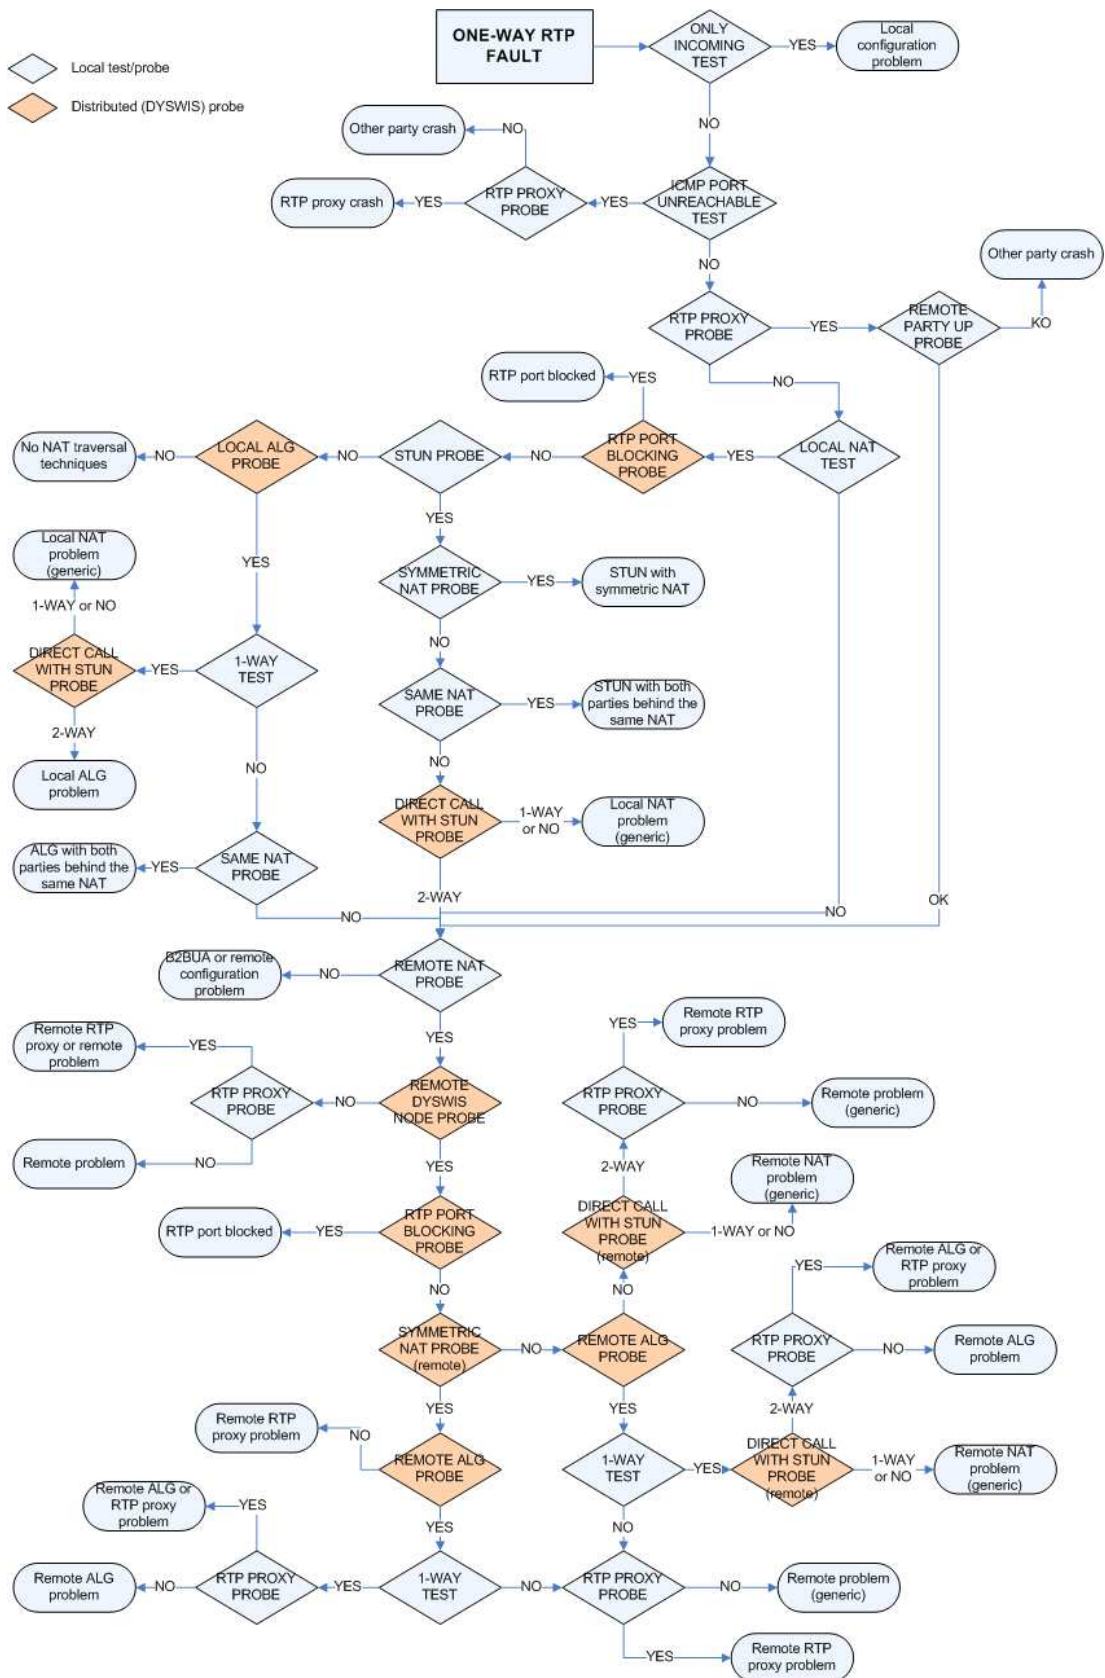 ONE-WAY RTP
FAULT
ONLY
INCOMING
TEST
YES
Local
configuration
problem
Local test/probe
Distributed (DYSWIS) probe
NO
Other party crash
NO
RTP proxy crash
YES
RTP PROXY
PROBE
YES
ICMP PORT
UNREACHABLE
TEST
NO
Other party crash
RTP PROXY
PROBE
YES
REMOTE
PARTY UP
PROBE
KO
RTP port blocked
YES
NO
No NAT traversal
techniques
NO
LOCAL ALG
PROBE
NO
STUN PROBE
NO
RTP PORT
BLOCKING
PROBE
YES
LOCAL NAT
TEST
YES
YES
Local NAT
problem
(generic)
SYMMETRIC
NAT PROBE
YES
STUN with
symmetric NAT
1-WAY or NO
NO
DIRECT CALL
WITH STUN
PROBE
YES
1-WAY
TEST
SAME NAT
PROBE
YES
STUN with both
parties behind the
same NAT
2-WAY
NO
NO
Local ALG
problem
DIRECT CALL
WITH STUN
PROBE
1-WAY
or NO
Local NAT
problem
(generic)
ALG with both
parties behind the
same NAT
YES
SAME NAT
PROBE
2-WAY
OK
NO
NO
B2BUA or remote
configuration
problem
NO
REMOTE NAT
PROBE
YES
Remote RTP
proxy or remote
problem
YES
RTP PROXY
PROBE
NO
REMOTE
DYSWIS
NODE PROBE
Remote problem
NO
YES
Remote RTP
proxy problem
YES
RTP PROXY
PROBE
NO
Remote problem
(generic)
2-WAY
Remote NAT
problem
(generic)
RTP port blocked
YES
RTP PORT
BLOCKING
PROBE
DIRECT CALL
WITH STUN
PROBE
(remote)
1-WAY or NO
NO
NO
Remote ALG or
RTP proxy
problem
YES
SYMMETRIC
NAT PROBE
(remote)
NO
REMOTE ALG
PROBE
RTP PROXY
PROBE
NO
Remote ALG
problem
YES
YES
2-WAY
Remote RTP
proxy problem
NO
REMOTE ALG
PROBE
1-WAY
TEST
YES
DIRECT CALL
WITH STUN
PROBE
(remote)
1-WAY
or NO
Remote NAT
problem
(generic)
Remote ALG or
RTP proxy
problem
YES
YES
NO
Remote ALG
problem
NO
RTP PROXY
PROBE
YES
1-WAY
TEST
NO
RTP PROXY
PROBE
NO
Remote problem
(generic)
YES
Remote RTP
proxy problem